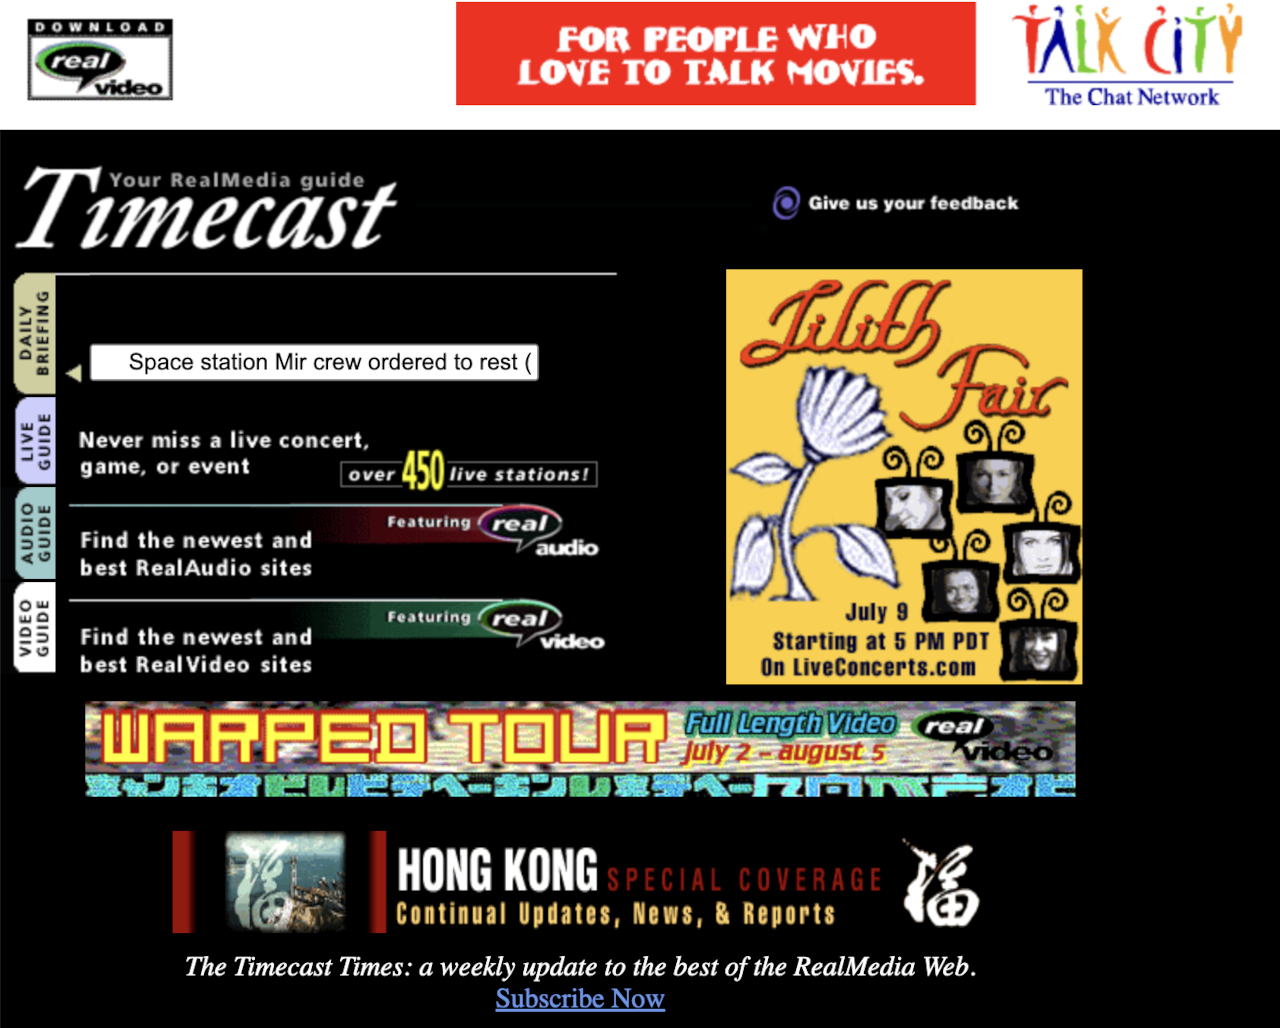 DOWNLOAD
real
video
FOR PEOPLE WHO
LOVE TO TALK MOVIES.
TALK CITY
The Chat Network
Your RealMedia guide
Timecast
Give us your feedback
DAILY
BRIEFING
Space station Mir crew ordered to rest (
LIVE
GUIDE
Never miss a live concert,
game, or event
over 450 live stations!
AUDIO
GUIDE
Featuring real
audio
Find the newest and
best RealAudio sites
VIDEO
GUIDE
Featuring real
video
Find the newest and
best RealVideo sites
Lilith
Fair
July 9
Starting at 5 PM PDT
On LiveConcerts.com
WARPED TOUR
Full Length Video
July 2 - august 5
real
video
HONG KONG SPECIAL COVERAGE
Continual Updates, News, & Reports
福
The Timecast Times: a weekly update to the best of the RealMedia Web.
Subscribe Now